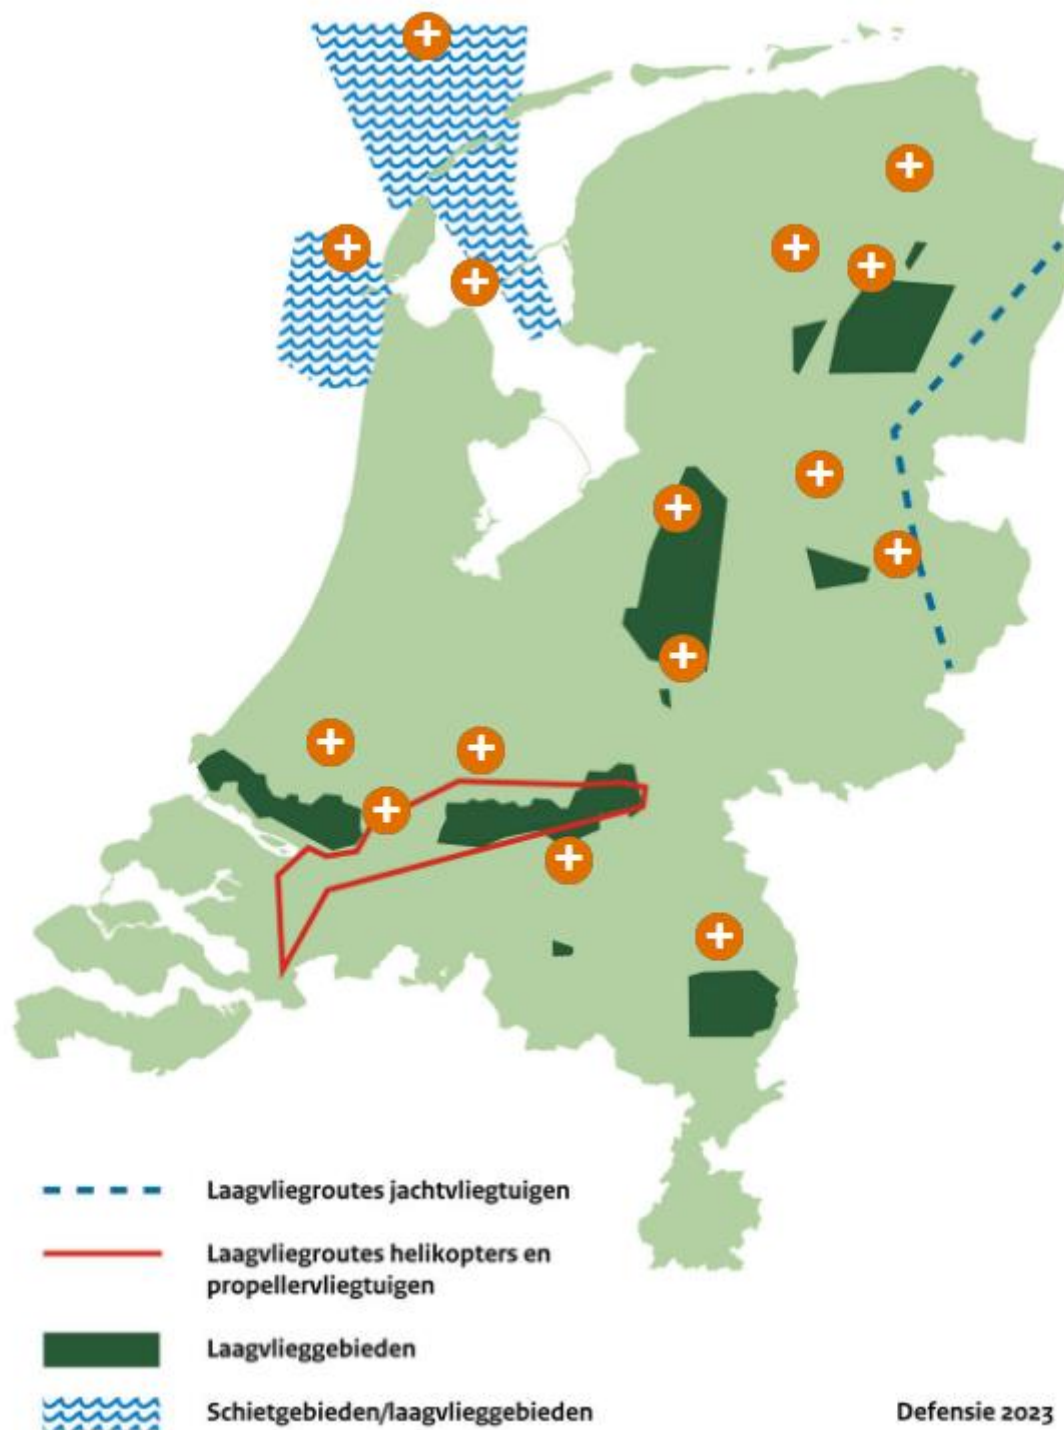 Laagvliegroutes jachtvliegtuigen
Laagvliegroutes helikopters en
propellervliegtuigen
Laagvlieggebieden
Schietgebieden/laagvlieggebieden
Defensie 2023